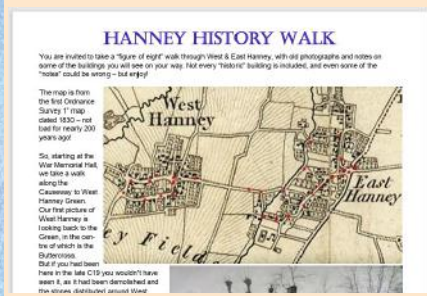 HANNEY HISTORY WALK
You are invited to take a "figure of eight" walk through West & East Hanney, with old photographs and notes on
some of the buildings you will see on your way. Not every "historic" building is included, and even some of the
"notes" could be wrong – but enjoy!
The map is from
the first Ordnance
Survey 1" map
dated 1830 – not
bad for nearly 200
years ago!
So, starting at the
War Memorial Hall,
we take a walk
along the
Causeway to West
Hanney Green.
Our first picture of
West Hanney is
looking back to the
Green, in the cen-
tre of which is the
Buttercross.
But if you had been
here in the late C19 you wouldn't have
seen it, as it had been demolished and
the stones distributed around West
West
Hanney
East
Hanney
ey Field